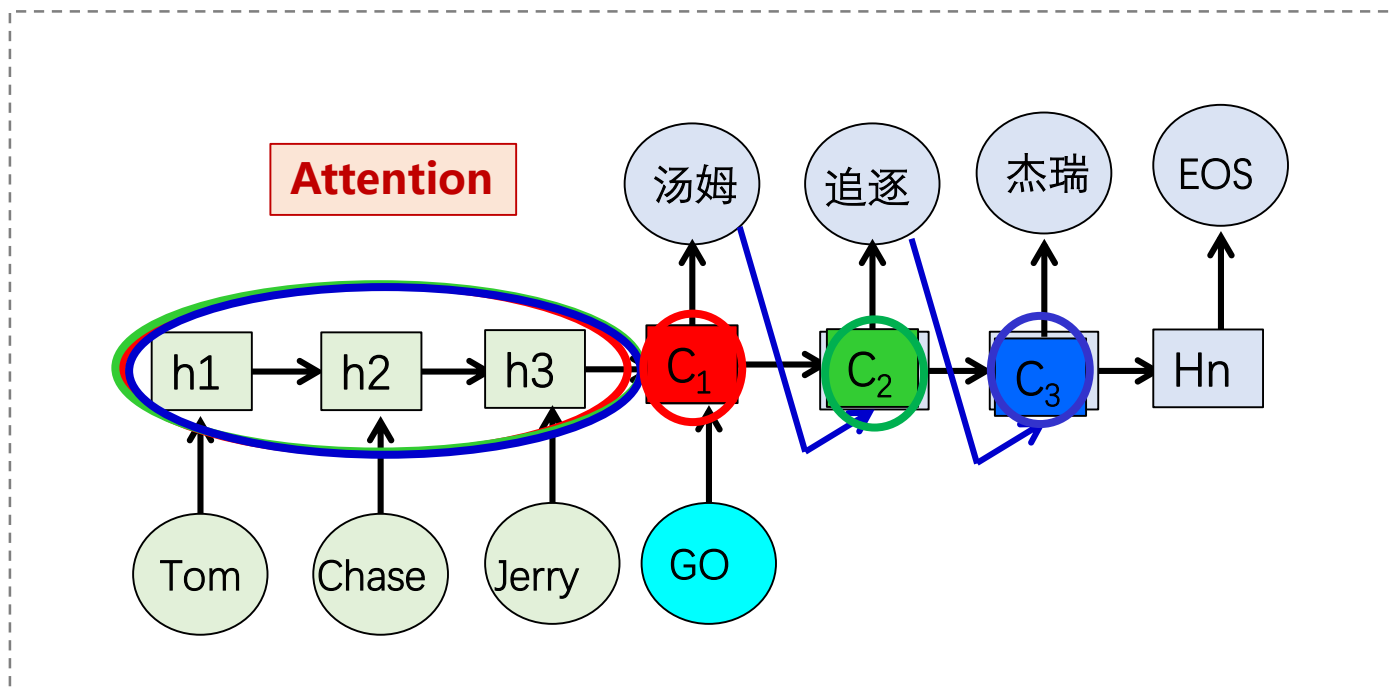 Attention
汤姆
追逐
杰瑞
EOS
h1
h2
h3
C₁
C₂
C₃
Hn
Tom
Chase
Jerry
GO